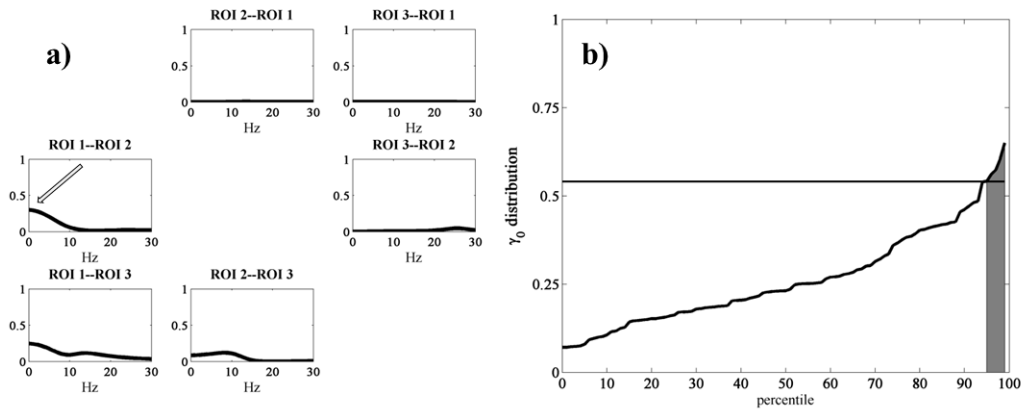 a)
ROI 2--ROI 1
1
0.5
0
0 10 20 30
Hz
ROI 3--ROI 1
1
0.5
0
0 10 20 30
Hz
ROI 1--ROI 2
1
0.5
0
0 10 20 30
Hz
ROI 3--ROI 2
1
0.5
0
0 10 20 30
Hz
ROI 1--ROI 3
1
0.5
0
0 10 20 30
Hz
ROI 2--ROI 3
1
0.5
0
0 10 20 30
Hz
b)
γ₀ distribution
1
0.75
0.5
0.25
0
0 10 20 30 40 50 60 70 80 90 100
percentile